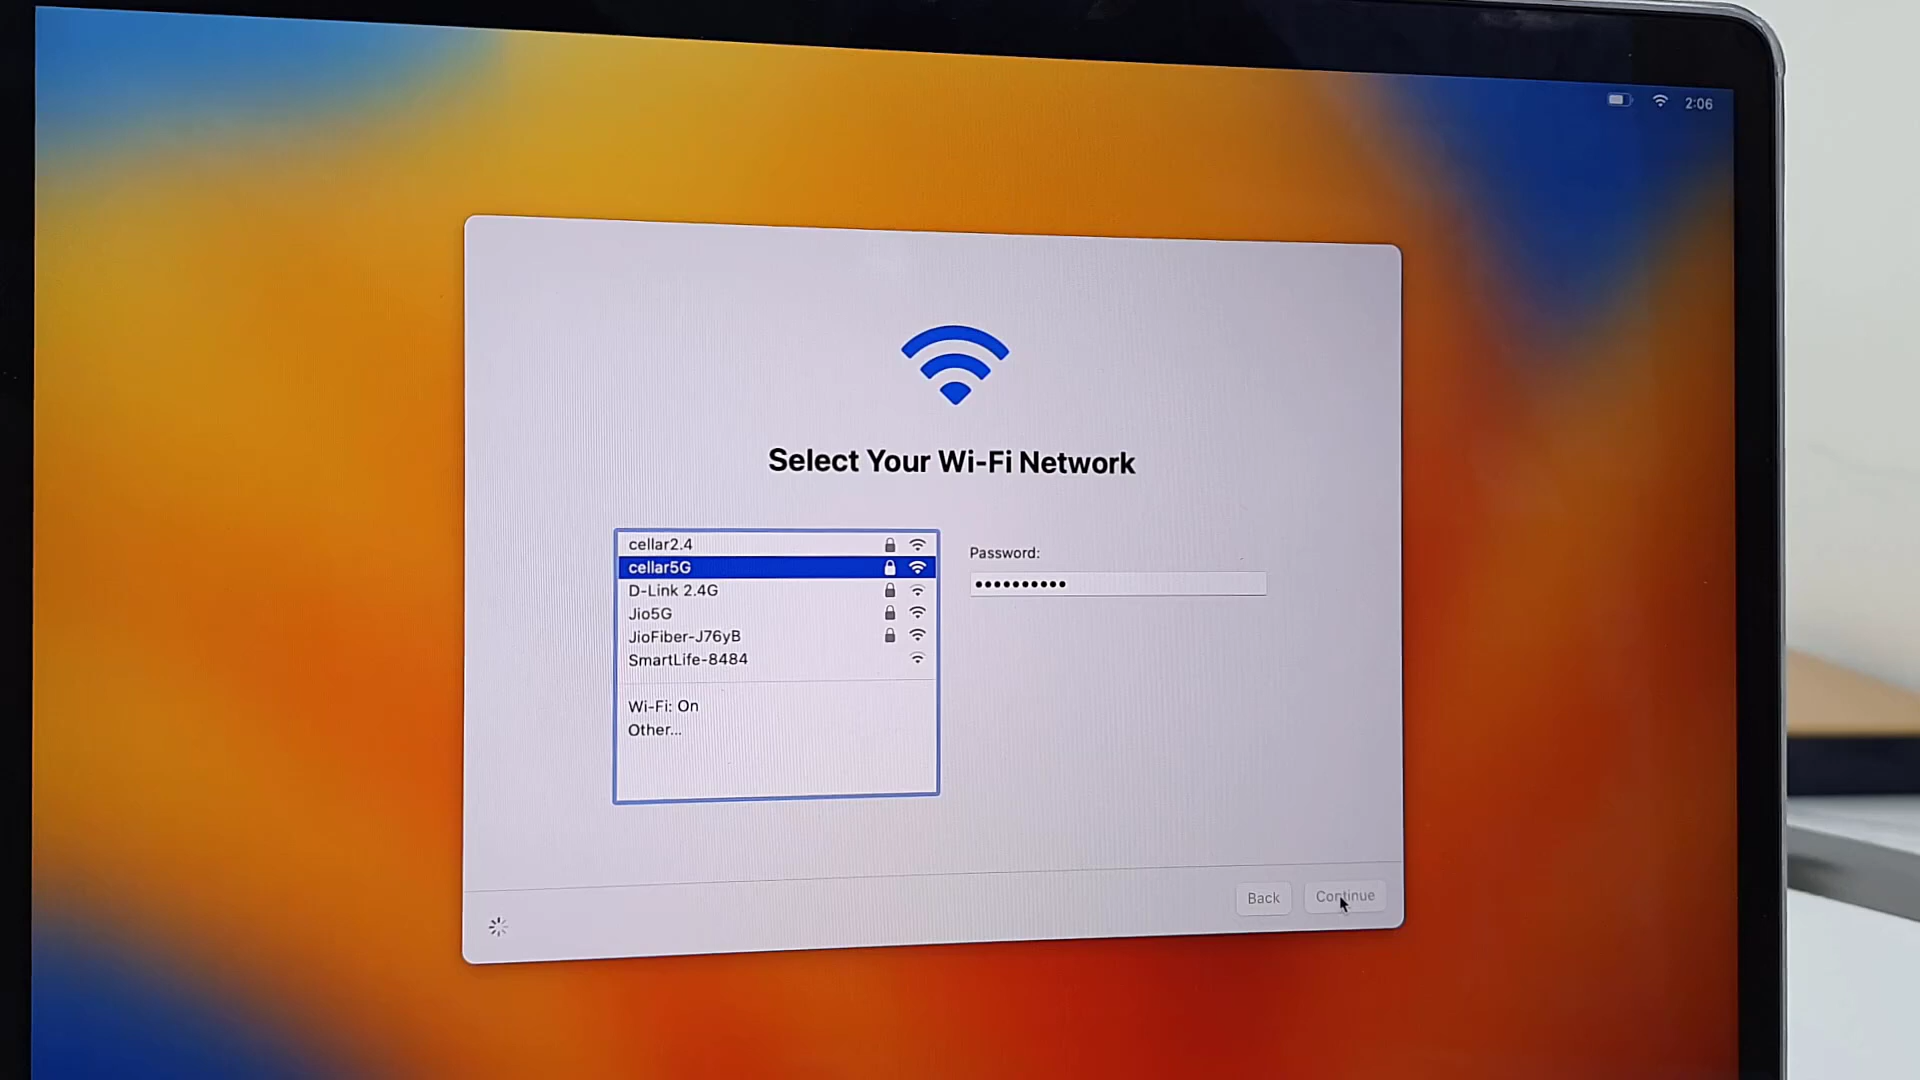 2:06
Select Your Wi-Fi Network
cellar2.4
cellar5G
D-Link 2.4G
Jio5G
JioFiber-J76yB
SmartLife-8484
Wi-Fi: On
Other...
Password:
••••••••••
Back
Continue